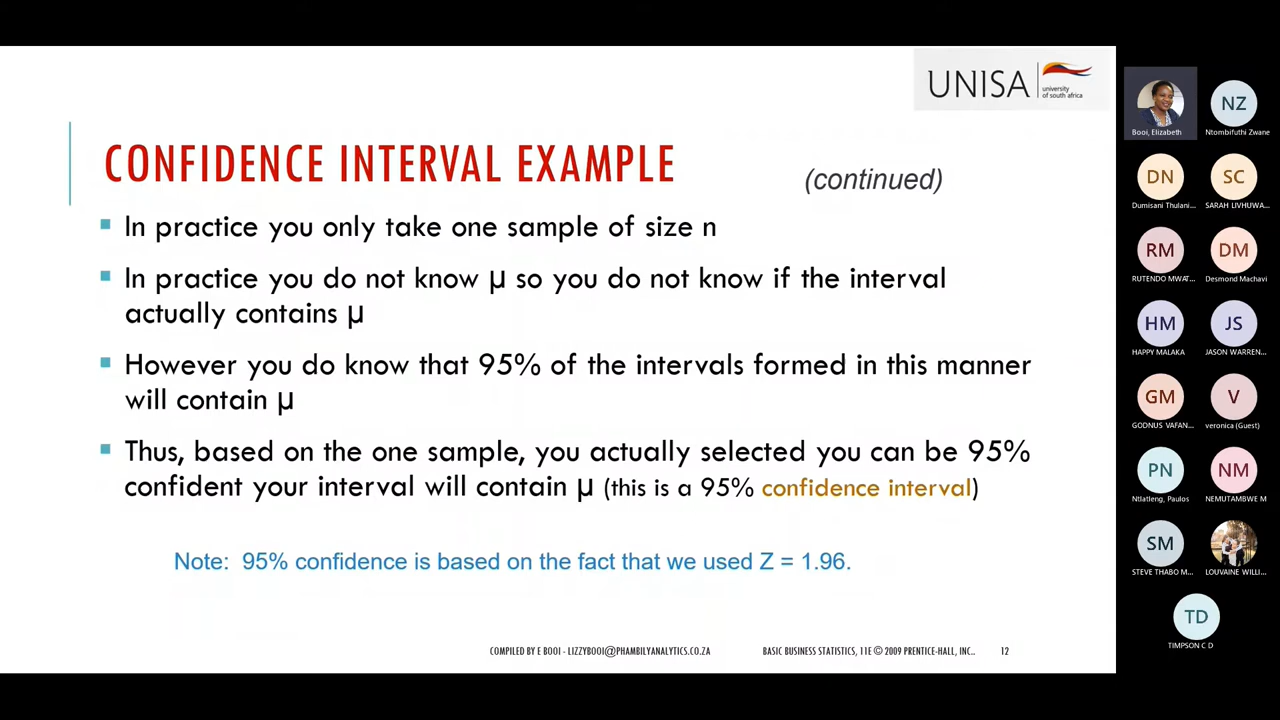 UNISA
university
of south africa
CONFIDENCE INTERVAL EXAMPLE
(continued)
In practice you only take one sample of size n
In practice you do not know µ so you do not know if the interval
actually contains µ
However you do know that 95% of the intervals formed in this manner
will contain µ
Thus, based on the one sample, you actually selected you can be 95%
confident your interval will contain µ (this is a 95% confidence interval)
Note: 95% confidence is based on the fact that we used Z = 1.96.
COMPILED BY E BOOI - LIZZYBOOI@PHAMBILYANALYTICS.CO.ZA
BASIC BUSINESS STATISTICS, 11E © 2009 PRENTICE-HALL, INC..
12
Booi, Elizabeth
NZ
Ntombifuthi Zwane
DN
Dumisani Thulani...
SC
SARAH LIVHUWA...
RM
RUTENDO MWAT...
DM
Desmond Machavi
HM
HAPPY MALAKA
JS
JASON WARREN...
GM
GODNUS VAFAN...
V
veronica (Guest)
PN
Ntlatleng, Paulos
NM
NEMUTAMBWE M
SM
STEVE THABO M...
LOUVAINE WILLI...
TD
TIMPSON C D